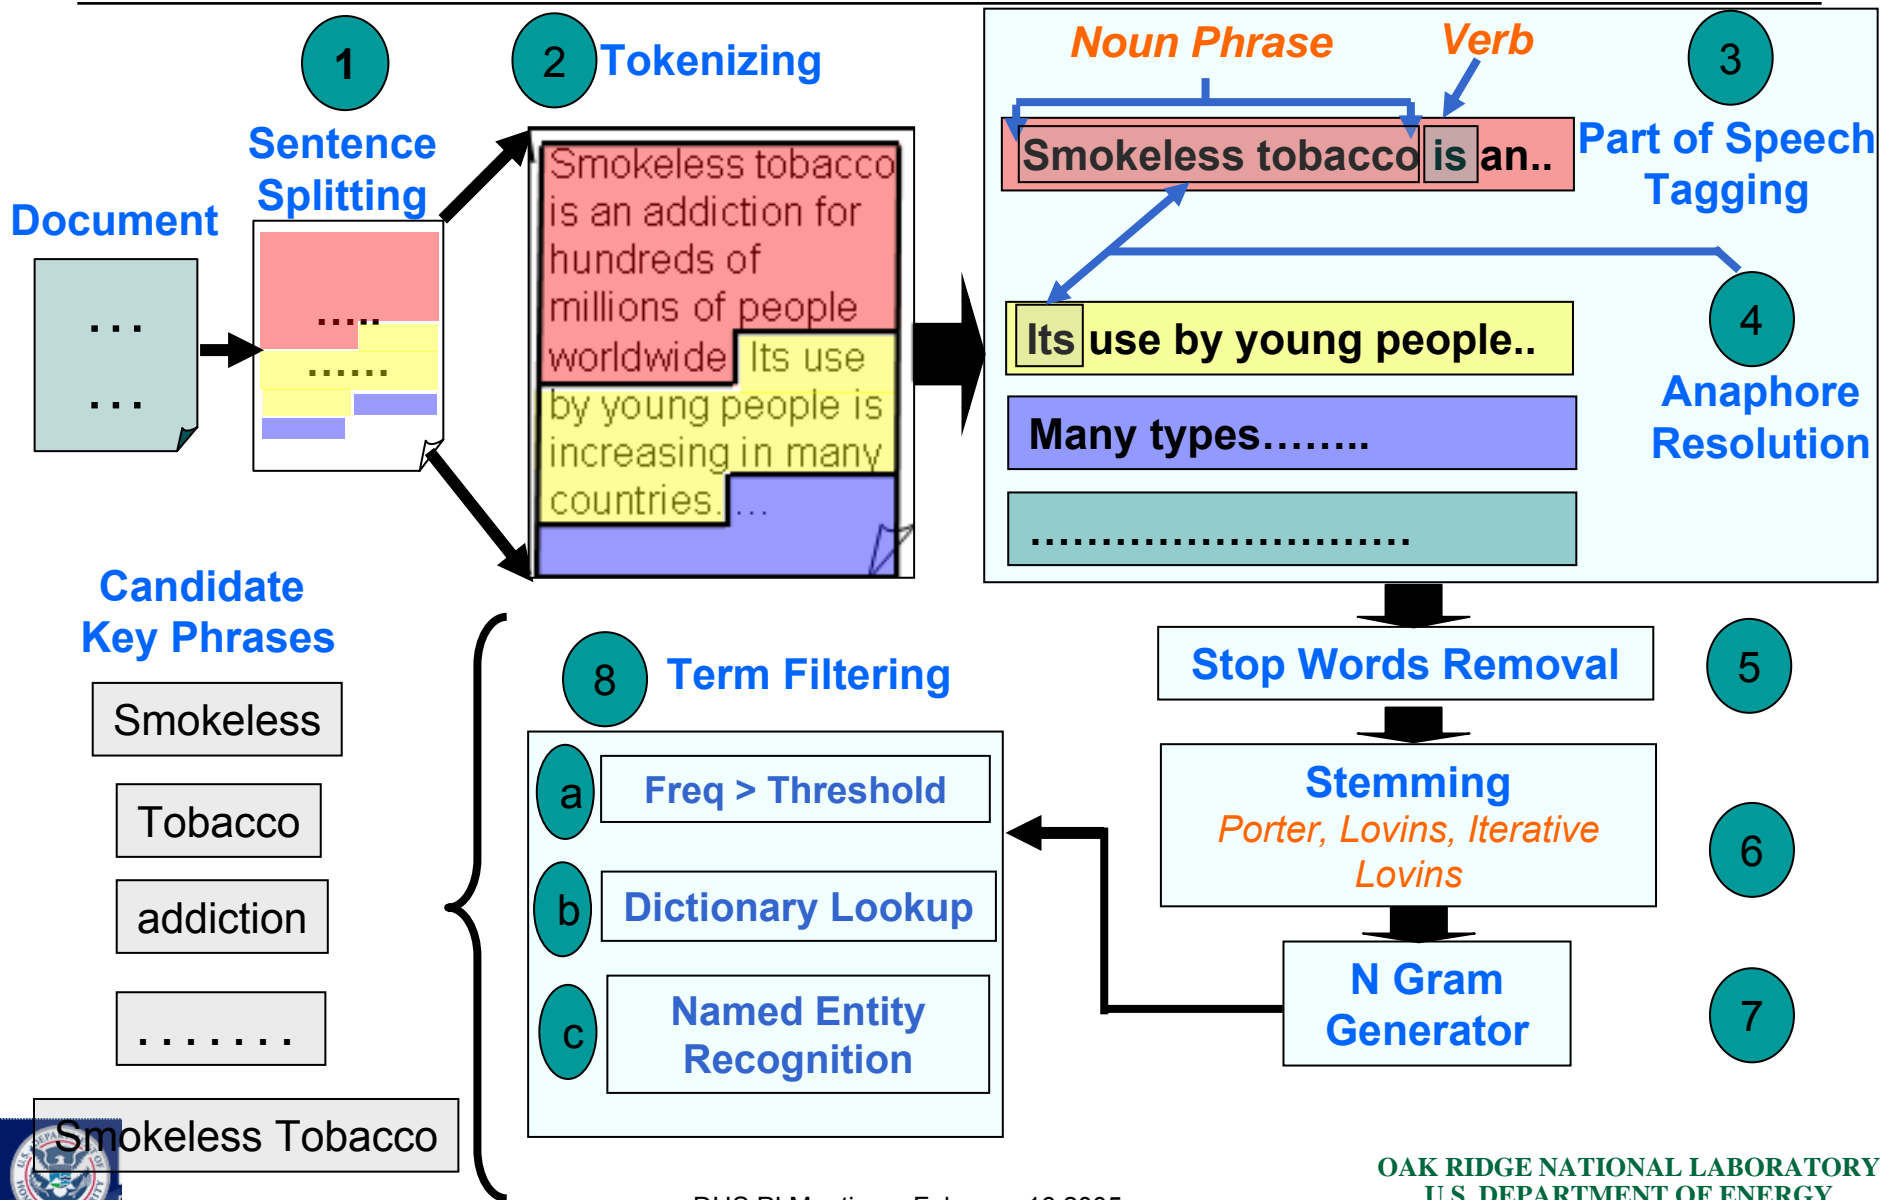 1
Sentence
Splitting
2
Tokenizing
Document
...
...
.....
......
Smokeless tobacco
is an addiction for
hundreds of
millions of people
worldwide Its use
by young people is
increasing in many
countries. ...
Noun Phrase
Verb
3
Part of Speech
Tagging
Smokeless tobacco is an..
4
Anaphore
Resolution
Its use by young people..
Many types........
...........................
5
Stop Words Removal
6
Stemming
Porter, Lovins, Iterative
Lovins
7
N Gram
Generator
8
Term Filtering
a
Freq > Threshold
b
Dictionary Lookup
c
Named Entity
Recognition
Candidate
Key Phrases
Smokeless
Tobacco
addiction
.......
Smokeless Tobacco
OAK RIDGE NATIONAL LABORATORY
U.S. DEPARTMENT OF ENERGY